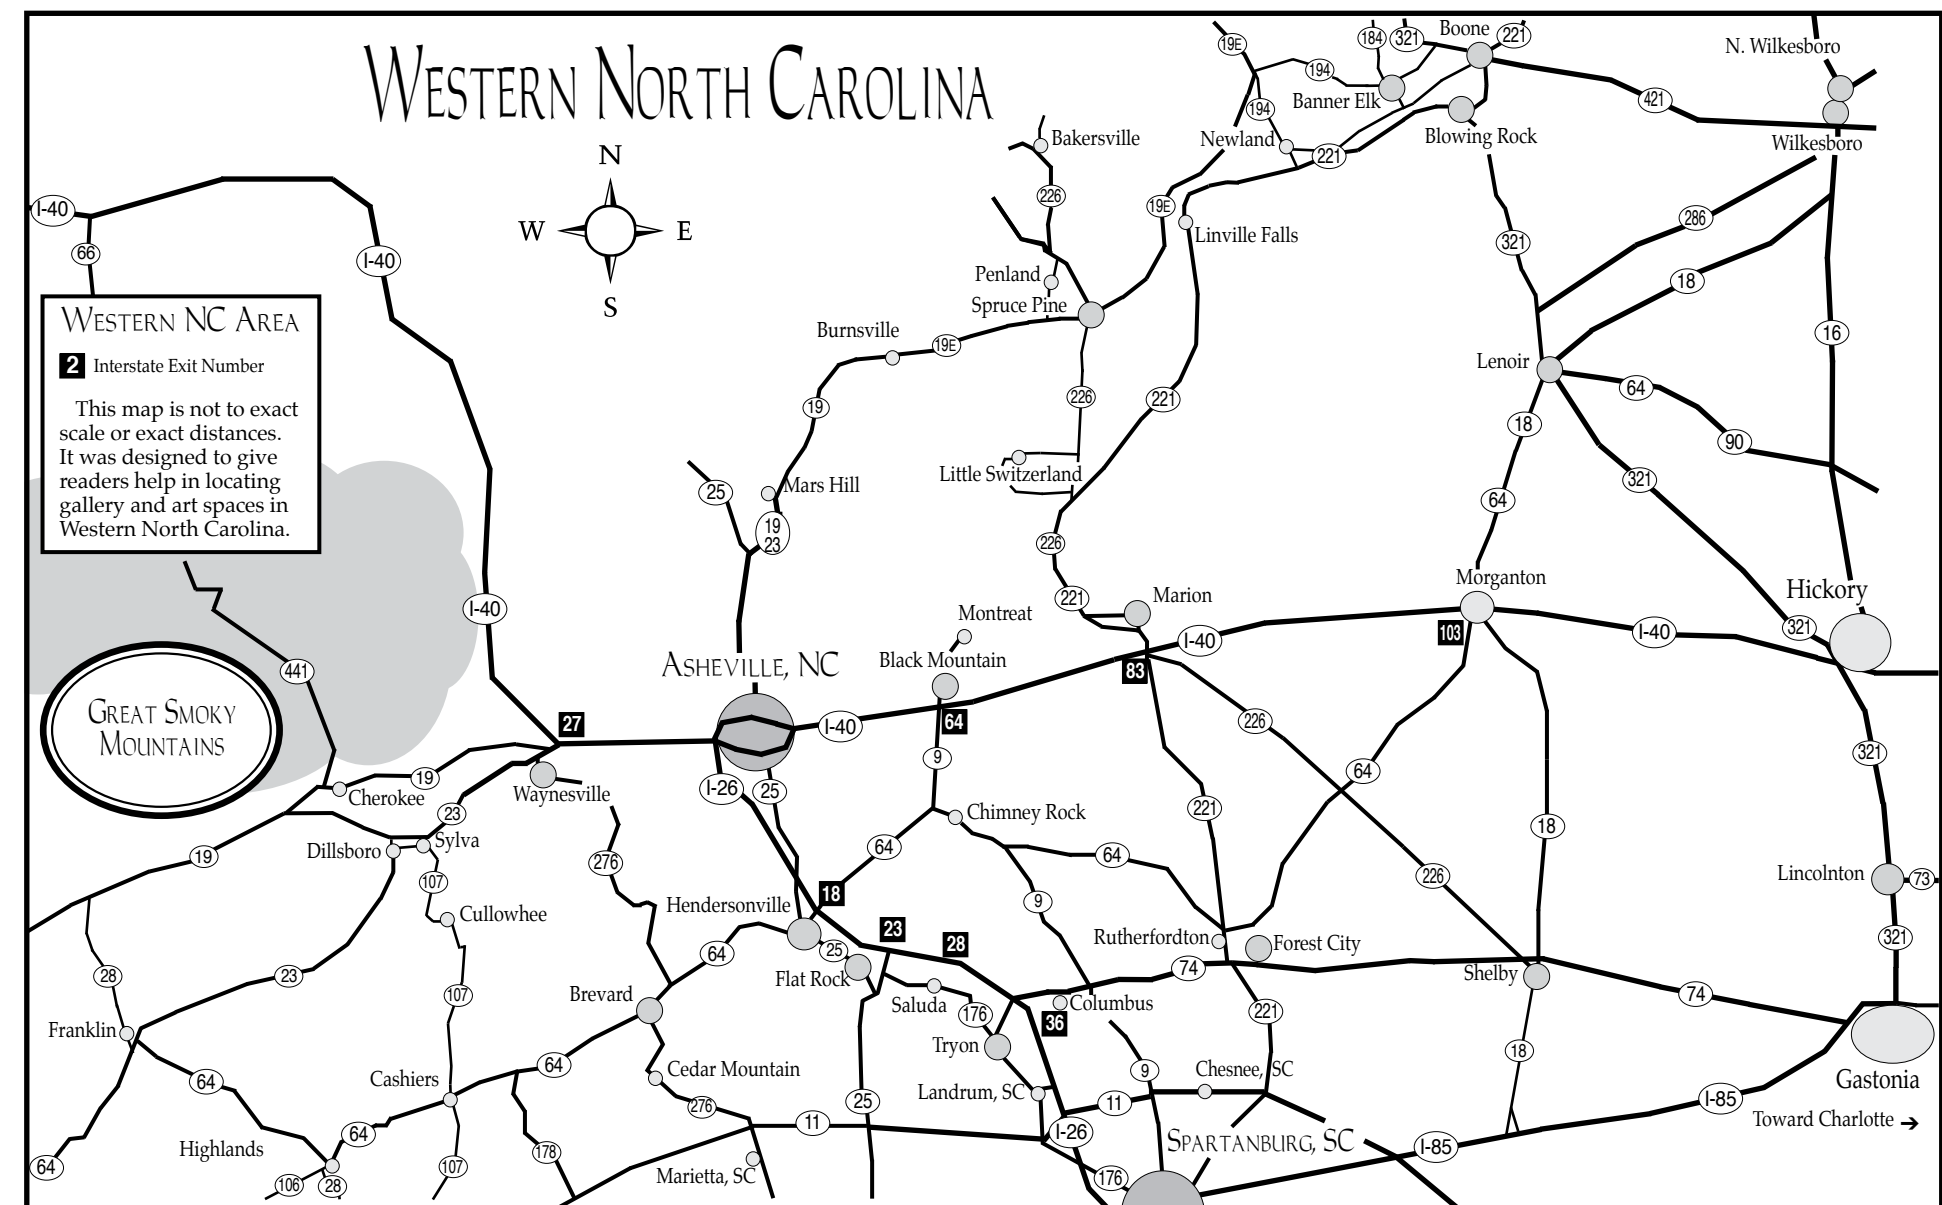 WESTERN NORTH CAROLINA
N
W
E
S
WESTERN NC AREA
2 Interstate Exit Number
This map is not to exact
scale or exact distances.
It was designed to give
readers help in locating
gallery and art spaces in
Western North Carolina.
GREAT SMOKY
MOUNTAINS
19E
184
321
Boone
221
N. Wilkesboro
194
Banner Elk
421
194
Newland
221
Blowing Rock
Wilkesboro
Bakersville
226
19E
Linville Falls
286
321
18
16
I-40
66
I-40
Penland
Spruce Pine
Burnsville
19E
Lenoir
64
90
18
321
64
19
226
221
Little Switzerland
Mars Hill
25
19
23
226
221
Marion
Morganton
Hickory
I-40
Montreat
Black Mountain
ASHEVILLE, NC
83
I-40
103
I-40
321
441
27
I-40
64
226
321
9
64
I-26
25
19
Cherokee
Waynesville
23
Chimney Rock
221
18
Dillsboro
Sylva
19
276
64
64
107
18
226
Lincolnton
73
Hendersonville
9
Cullowhee
23
28
Rutherfordton
Forest City
321
64
25
Flat Rock
74
Shelby
28
23
107
Brevard
Saluda
176
Columbus
36
221
74
Franklin
Tryon
18
64
64
Cashiers
Cedar Mountain
Landrum, SC
9
Chesnee, SC
Gastonia
276
25
11
I-85
Toward Charlotte →
64
11
I-26
SPARTANBURG, SC
I-85
Highlands
64
178
107
Marietta, SC
176
106
28